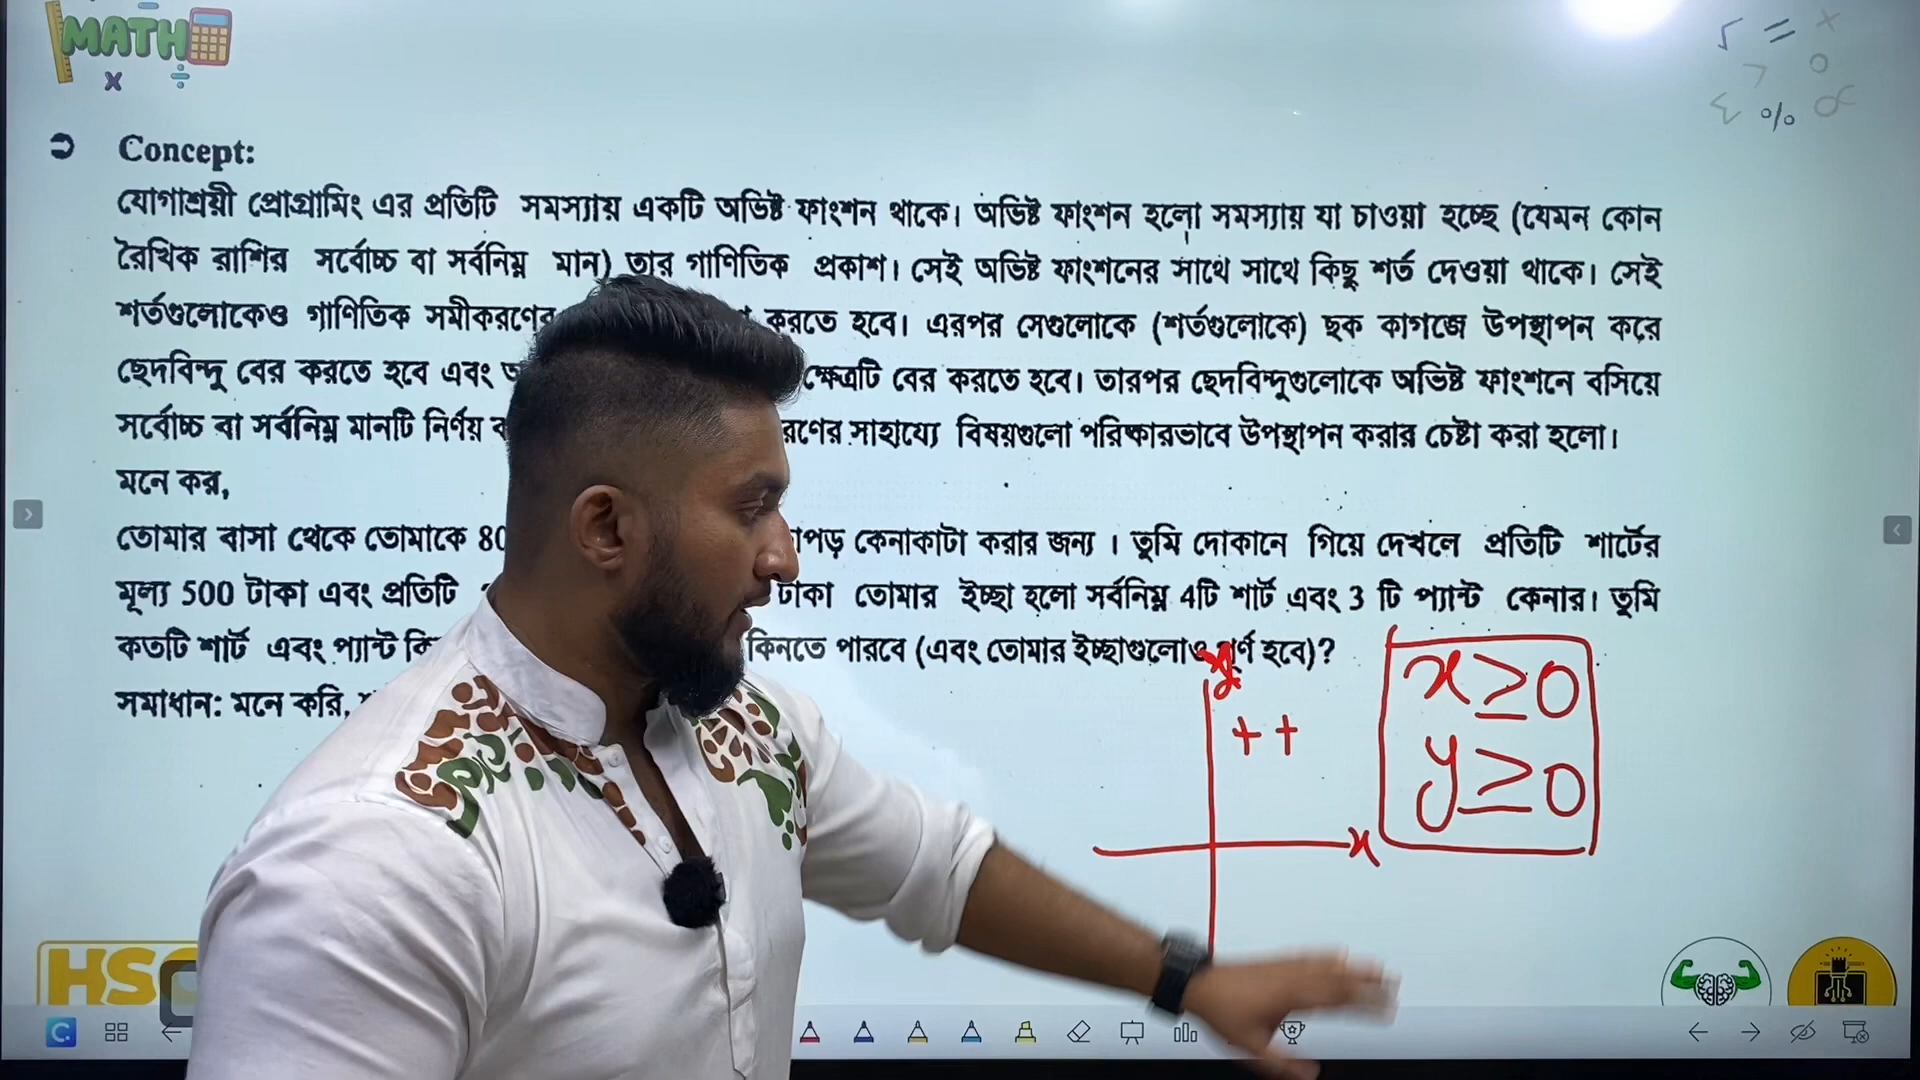 MATH
x ÷
√ = x
> 0
Σ % ∝
Concept:
যোগাশ্রয়ী প্রোগ্রামিং এর প্রতিটি সমস্যায় একটি অভিষ্ট ফাংশন থাকে। অভিষ্ট ফাংশন হলো সমস্যায় যা চাওয়া হচ্ছে (যেমন কোন
রৈখিক রাশির সর্বোচ্চ বা সর্বনিম্ন মান) তার গাণিতিক প্রকাশ। সেই অভিষ্ট ফাংশনের সাথে সাথে কিছু শর্ত দেওয়া থাকে। সেই
শর্তগুলোকেও গাণিতিক সমীকরণের করতে হবে। এরপর সেগুলোকে (শর্তগুলোকে) ছক কাগজে উপস্থাপন করে
ছেদবিন্দু বের করতে হবে এবং ক্ষেত্রটি বের করতে হবে। তারপর ছেদবিন্দুগুলোকে অভিষ্ট ফাংশনে বসিয়ে
সর্বোচ্চ বা সর্বনিম্ন মানটি নির্ণয় সাহায্যে বিষয়গুলো পরিষ্কারভাবে উপস্থাপন করার চেষ্টা করা হলো।
মনে কর,
তোমার বাসা থেকে তোমাকে 80 কেনাকাটা করার জন্য । তুমি দোকানে গিয়ে দেখলে প্রতিটি শার্টের
মূল্য 500 টাকা এবং প্রতিটি টাকা তোমার ইচ্ছা হলো সর্বনিম্ন 4টি শার্ট এবং 3 টি প্যান্ট কেনার। তুমি
কতটি শার্ট এবং প্যান্ট কিনতে পারবে (এবং তোমার ইচ্ছাগুলোও পূর্ণ হবে)?
সমাধান: মনে করি,
y
+ +
x
x ≥ 0
y ≥ 0
HSC